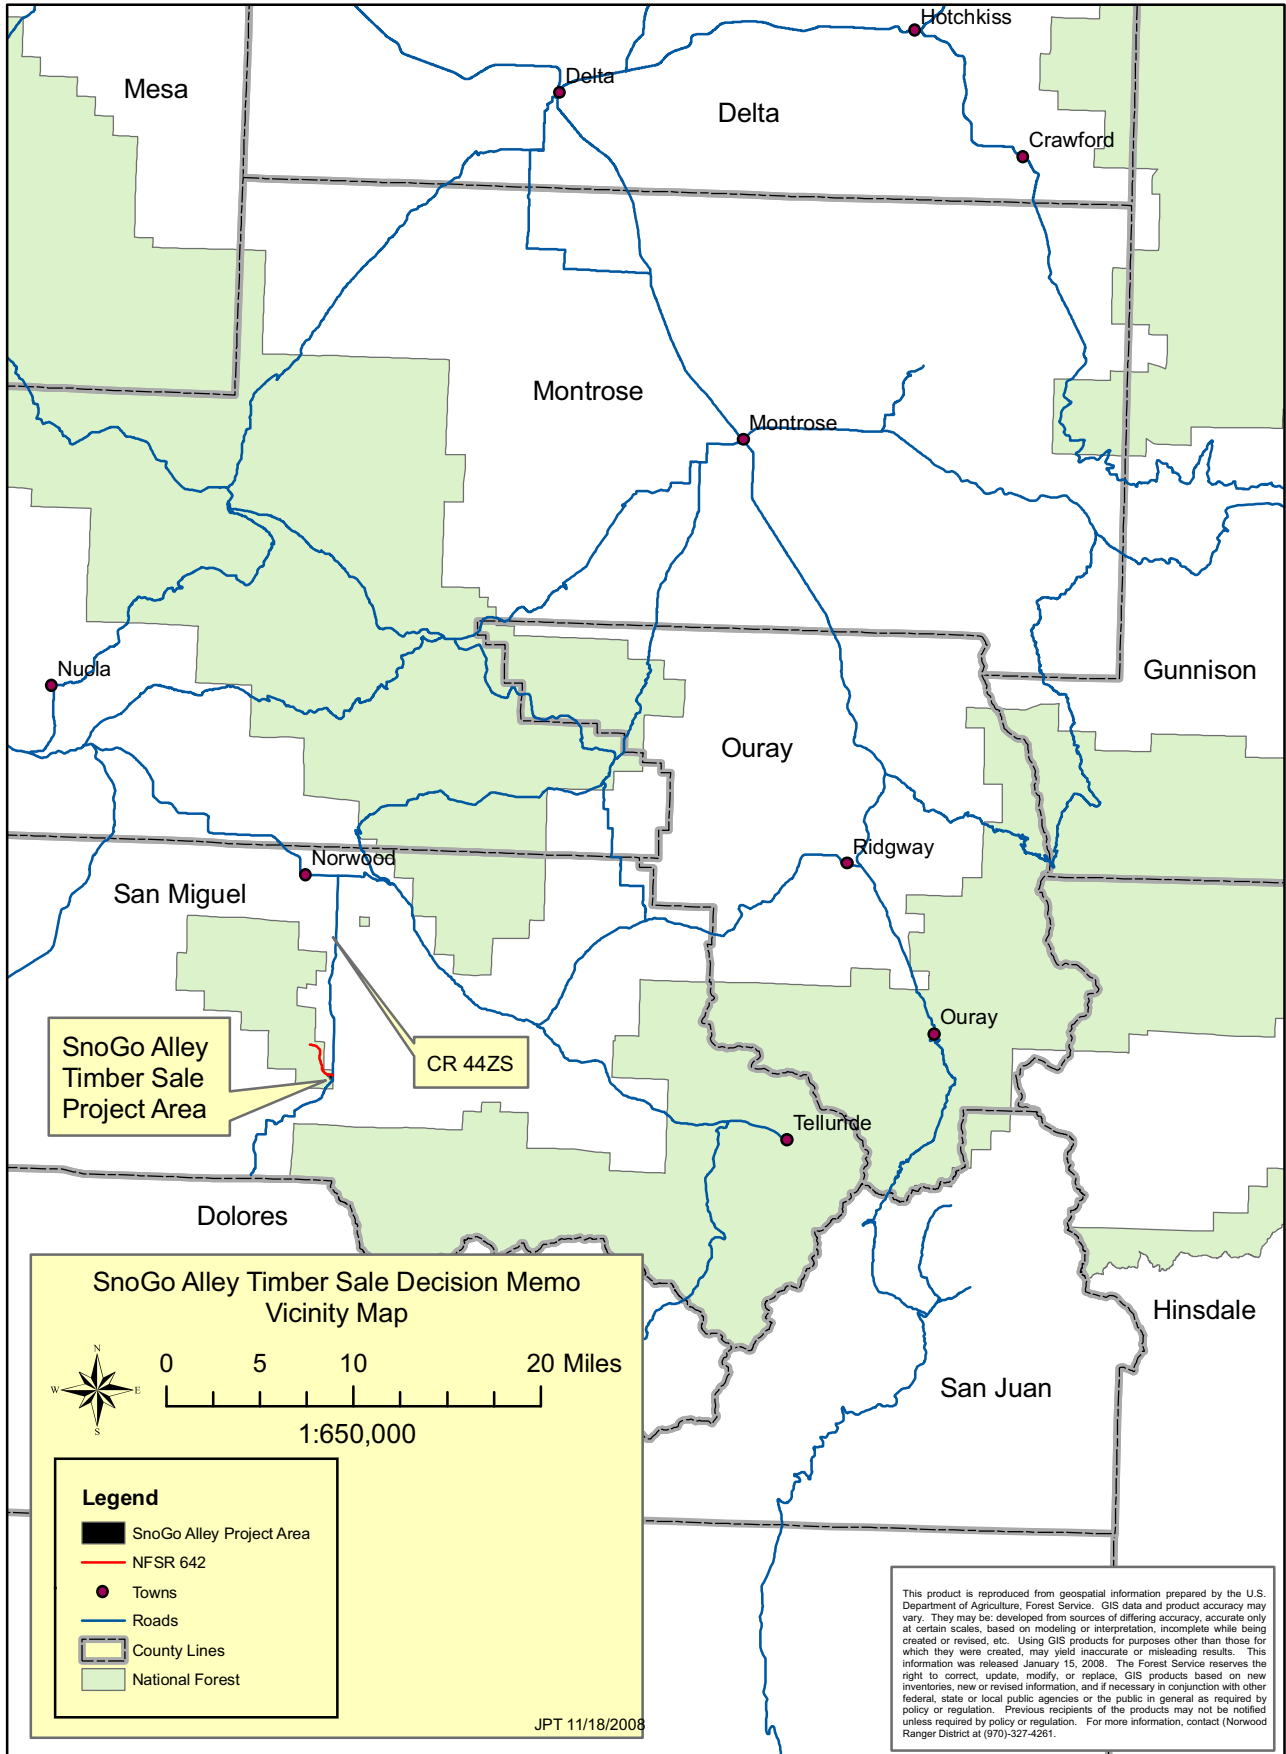 Hotchkiss
Mesa
Delta
Delta
Crawford
Montrose
Montrose
Nucla
Gunnison
Ouray
Norwood
Ridgway
San Miguel
Ouray
SnoGo Alley
Timber Sale
Project Area
CR 44ZS
Telluride
Dolores
SnoGo Alley Timber Sale Decision Memo
Vicinity Map
N
W
E
S
0 5 10 20 Miles
1:650,000
Hinsdale
San Juan
Legend
SnoGo Alley Project Area
NFSR 642
Towns
Roads
County Lines
National Forest
JPT 11/18/2008
This product is reproduced from geospatial information prepared by the U.S.
Department of Agriculture, Forest Service. GIS data and product accuracy may
vary. They may be: developed from sources of differing accuracy, accurate only
at certain scales, based on modeling or interpretation, incomplete while being
created or revised, etc. Using GIS products for purposes other than those for
which they were created, may yield inaccurate or misleading results. This
information was released January 15, 2008. The Forest Service reserves the
right to correct, update, modify, or replace, GIS products based on new
inventories, new or revised information, and if necessary in conjunction with other
federal, state or local public agencies or the public in general as required by
policy or regulation. Previous recipients of the products may not be notified
unless required by policy or regulation. For more information, contact (Norwood
Ranger District at (970)-327-4261.